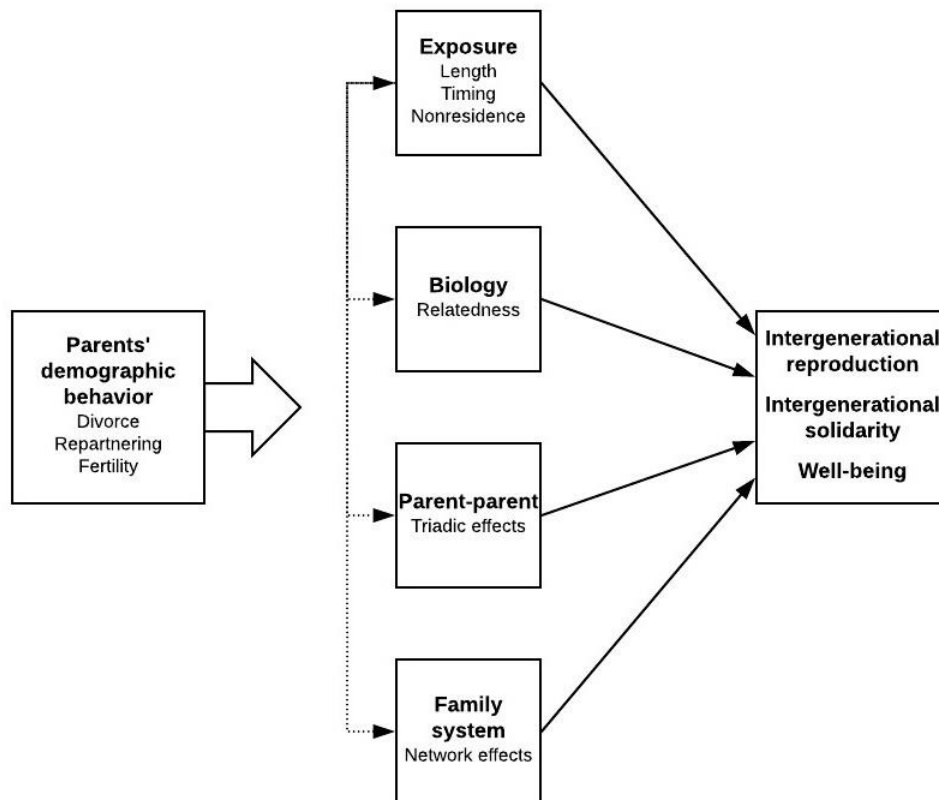 Exposure
Length
Timing
Nonresidence
Biology
Relatedness
Parents'
demographic
behavior
Divorce
Repartnering
Fertility
Intergenerational
reproduction
Intergenerational
solidarity
Well-being
Parent-parent
Triadic effects
Family
system
Network effects